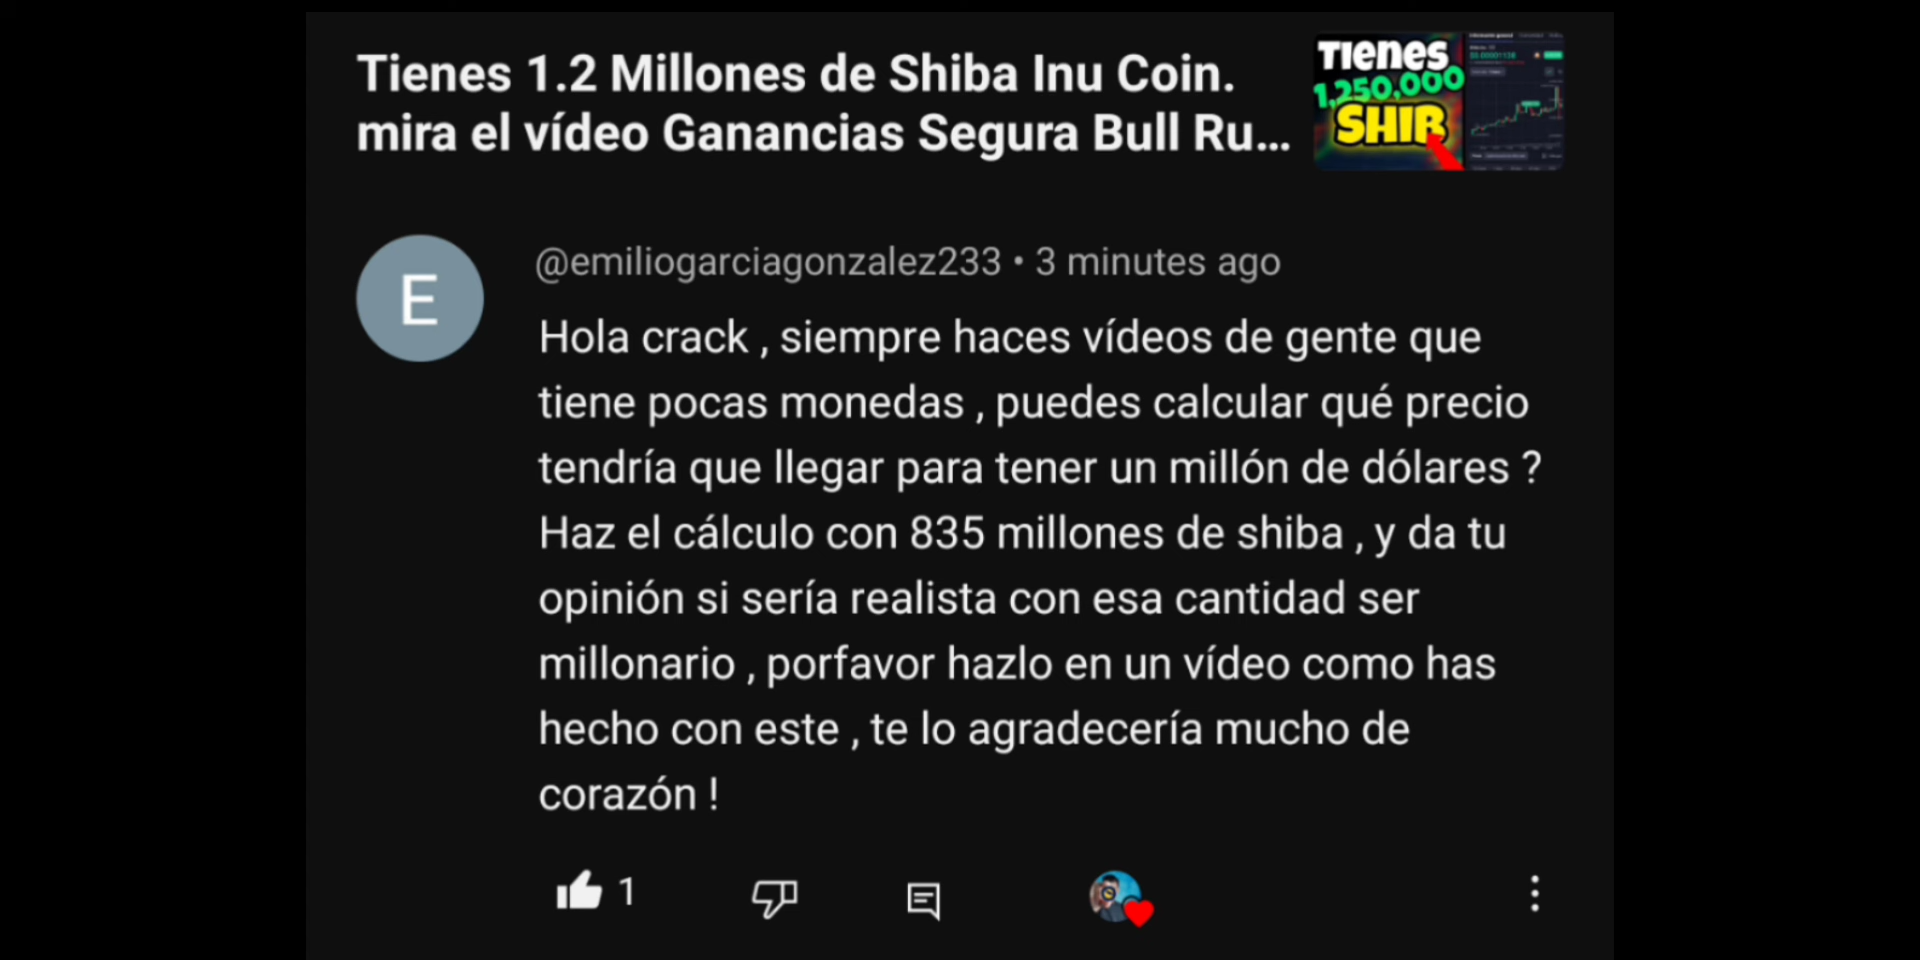 Tienes 1.2 Millones de Shiba Inu Coin.
mira el vídeo Ganancias Segura Bull Ru...
TIENES
1,250,000
SHIB
E
@emiliogarciagonzalez233 • 3 minutes ago
Hola crack , siempre haces vídeos de gente que
tiene pocas monedas , puedes calcular qué precio
tendría que llegar para tener un millón de dólares ?
Haz el cálculo con 835 millones de shiba , y da tu
opinión si sería realista con esa cantidad ser
millonario , porfavor hazlo en un vídeo como has
hecho con este , te lo agradecería mucho de
corazón !
1